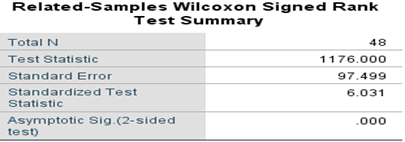 Related-Samples Wilcoxon Signed Rank
Test Summary
Total N 48
Test Statistic 1176.000
Standard Error 97.499
Standardized Test 6.031
Statistic
Asymptotic Sig.(2-sided .000
test)